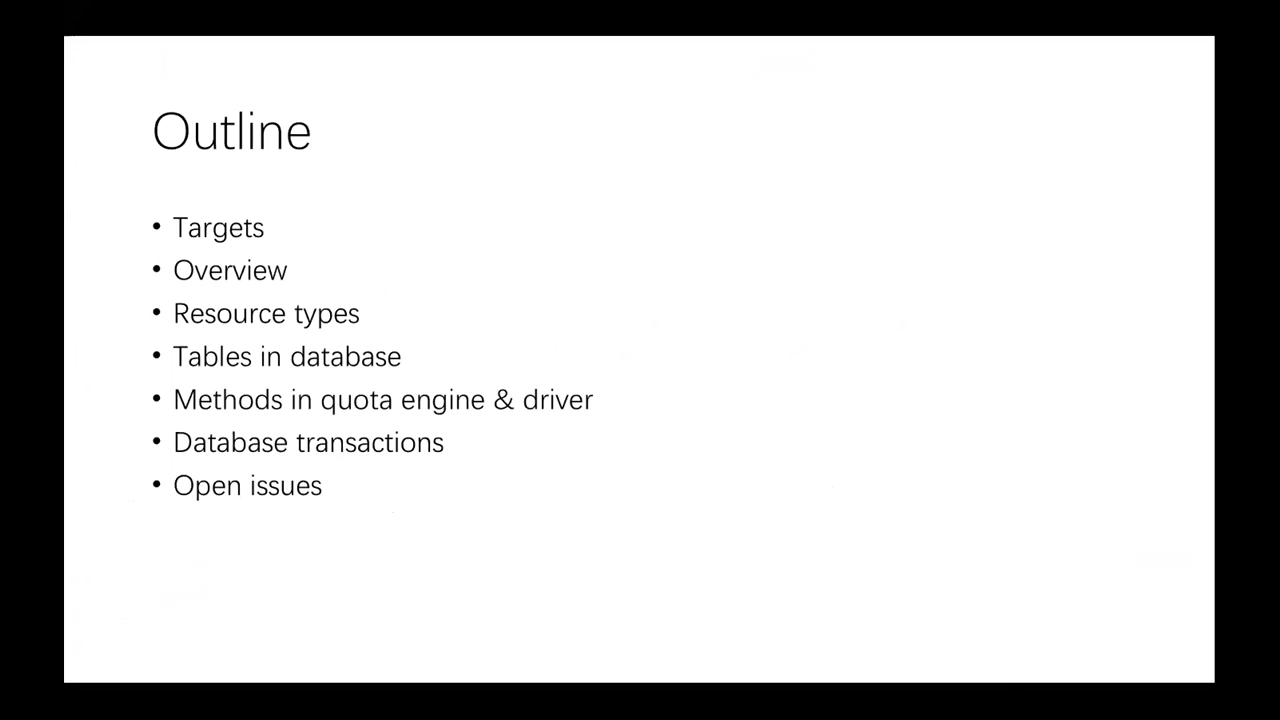 Outline
• Targets
• Overview
• Resource types
• Tables in database
• Methods in quota engine & driver
• Database transactions
• Open issues